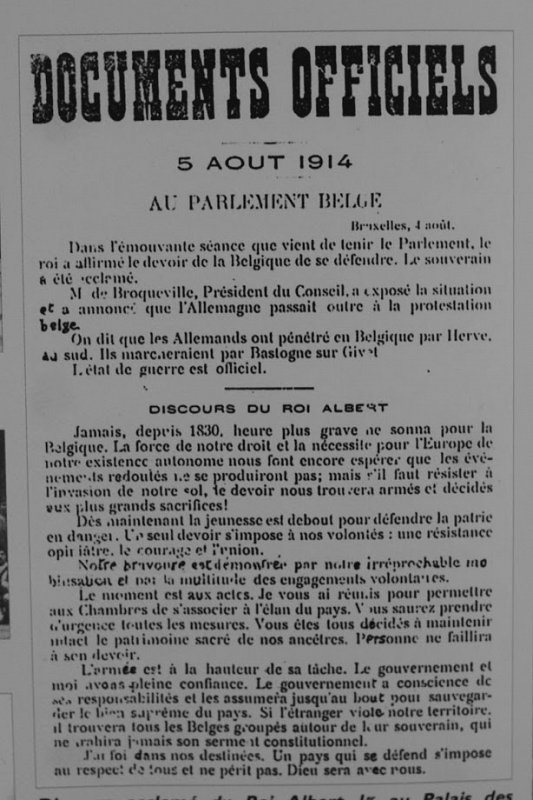 DOCUMENTS OFFICIELS
5 AOUT 1914
AU PARLEMENT BELGE
Bruxelles, 4 août.
Dans l'émouvante séance que vient de tenir le Parlement, le
roi a affirmé le devoir de la Belgique de se défendre. Le souverain
a été acclamé.
M. de Broqueville, Président du Conseil, a exposé la situation
et a annoncé que l'Allemagne passait outre à la protestation
belge.
On dit que les Allemands ont pénétré en Belgique par Herve,
au sud. Ils marcheraient par Bastogne sur Givet
L'état de guerre est officiel.
DISCOURS DU ROI ALBERT
Jamais, depuis 1830, heure plus grave ne sonna pour la
Belgique. La force de notre droit et la nécessité pour l'Europe de
notre existence autonome nous font encore espérer que les évé-
nements redoutés ne se produiront pas; mais s'il faut résister à
l'invasion de notre sol, le devoir nous trouvera armés et décidés
aux plus grands sacrifices!
Dès maintenant la jeunesse est debout pour défendre la patrie
en danger. Un seul devoir s'impose à nos volontés : une résistance
opiniâtre, le courage et l'union.
Notre bravoure est démontrée par notre irréprochable mo
bilisation et par la multitude des engagements volontaires.
Le moment est aux actes. Je vous ai réunis pour permettre
aux Chambres de s'associer à l'élan du pays. Vous saurez prendre
d'urgence toutes les mesures. Vous êtes tous décidés à maintenir
intact le patrimoine sacré de nos ancêtres. Personne ne faillira
à son devoir.
L'armée est à la hauteur de sa tâche. Le gouvernement et
moi avons pleine confiance. Le gouvernement a conscience de
ses responsabilités et les assumera jusqu'au bout pour sauvegar-
der le bien suprême du pays. Si l'étranger viole notre territoire,
il trouvera tous les Belges groupés autour de leur souverain, qui
ne trahira jamais son serment constitutionnel.
J'ai foi dans nos destinées. Un pays qui se défend s'impose
au respect de tous et ne périt pas. Dieu sera avec nous.
acclamé du Roi Albert Ier au Palais des